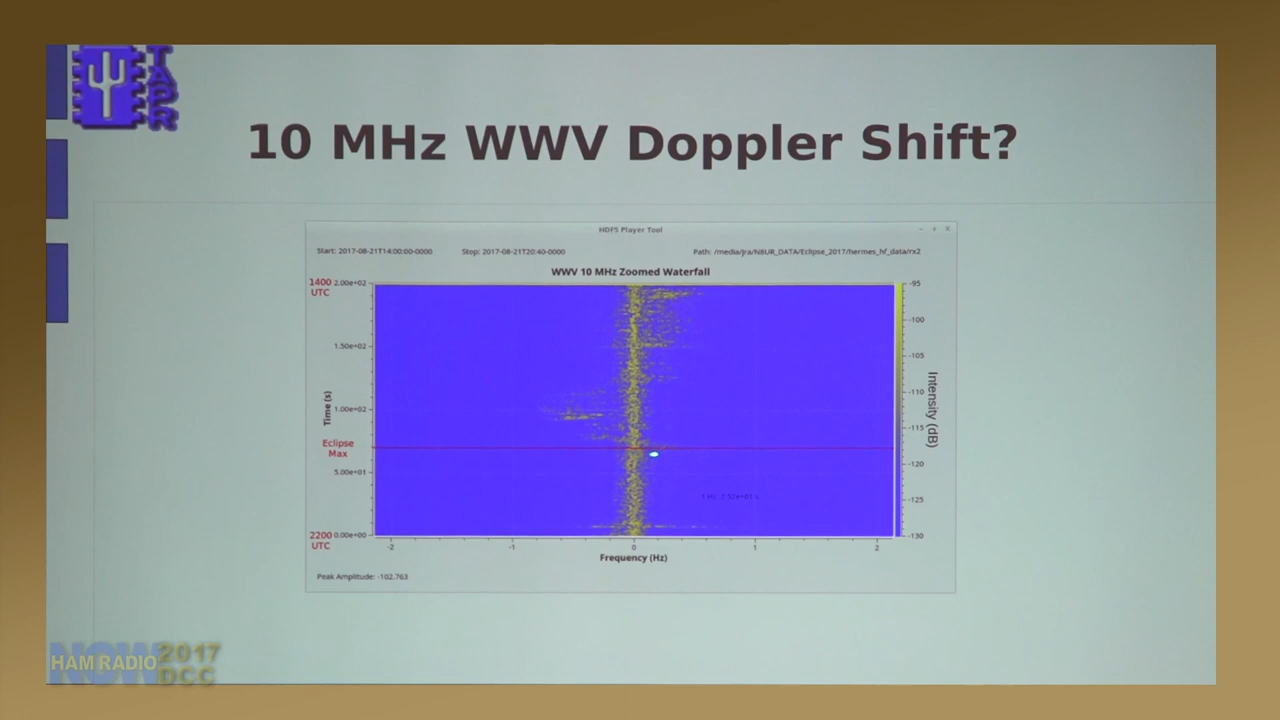 TAPR
10 MHz WWV Doppler Shift?
HDF5 Player Tool
Start: 2017-08-21T14:00:00-0000 Stop: 2017-08-21T20:40-0000 Path: /media/jra/N8UR_DATA/Eclipse_2017/hermes_hf_data/rx2
WWV 10 MHz Zoomed Waterfall
1400 UTC
2.00e+02
1.50e+02
1.00e+02
5.00e+01
0.00e+00
Time (s)
Eclipse Max
2200 UTC
-95
-100
-105
-110
-115
-120
-125
-130
Intensity (dB)
-2 -1 0 1 2
Frequency (Hz)
Peak Amplitude: -102.763
HAM RADIO NOW 2017 DCC